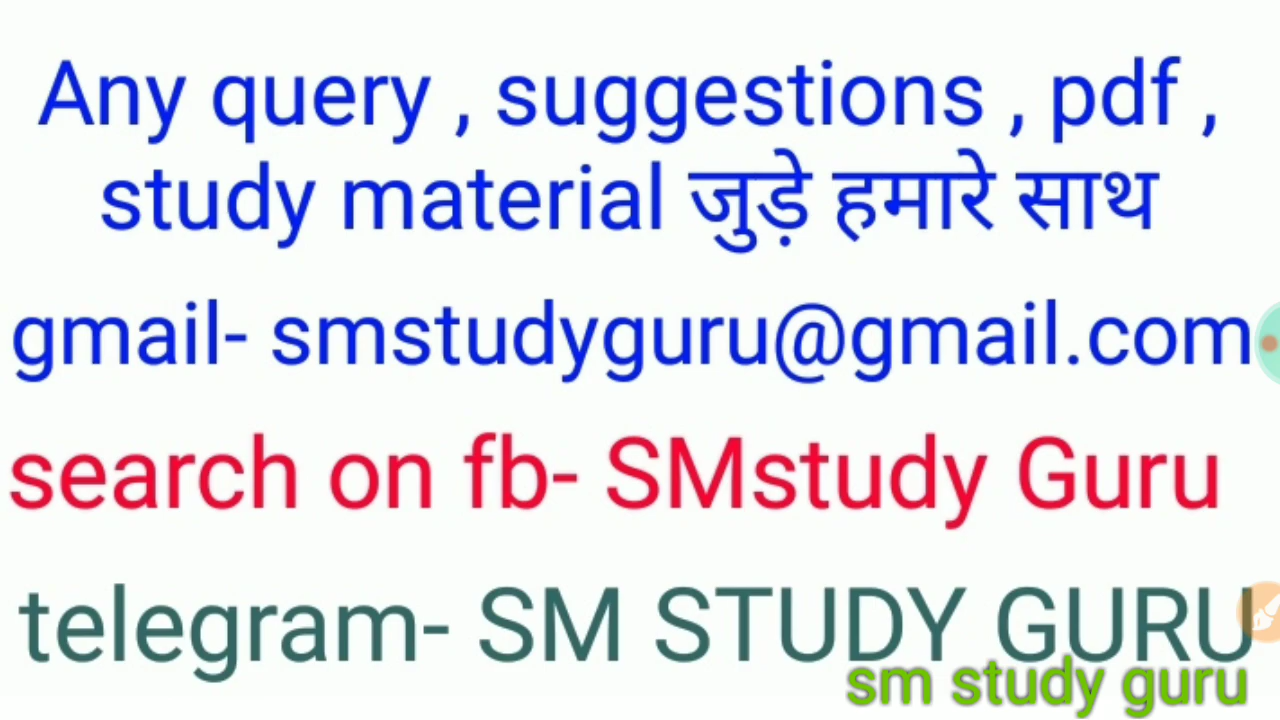 Any query , suggestions , pdf ,
study material जुड़े हमारे साथ
gmail- smstudyguru@gmail.com
search on fb- SMstudy Guru
telegram- SM STUDY GURU
sm study guru